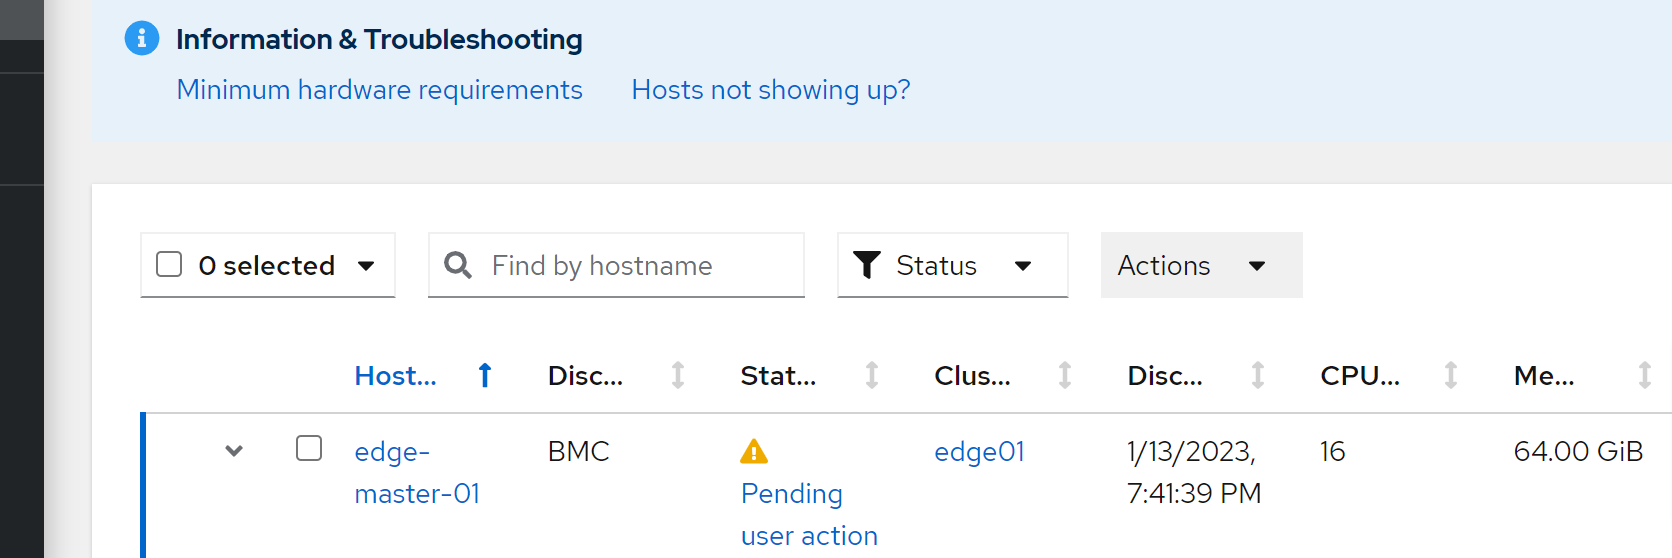 Information & Troubleshooting
Minimum hardware requirements Hosts not showing up?
0 selected Find by hostname Status Actions
Host... Disc... Stat... Clus... Disc... CPU... Me...
edge- BMC edge01 1/13/2023, 16 64.00 GiB
master-01 Pending 7:41:39 PM
user action